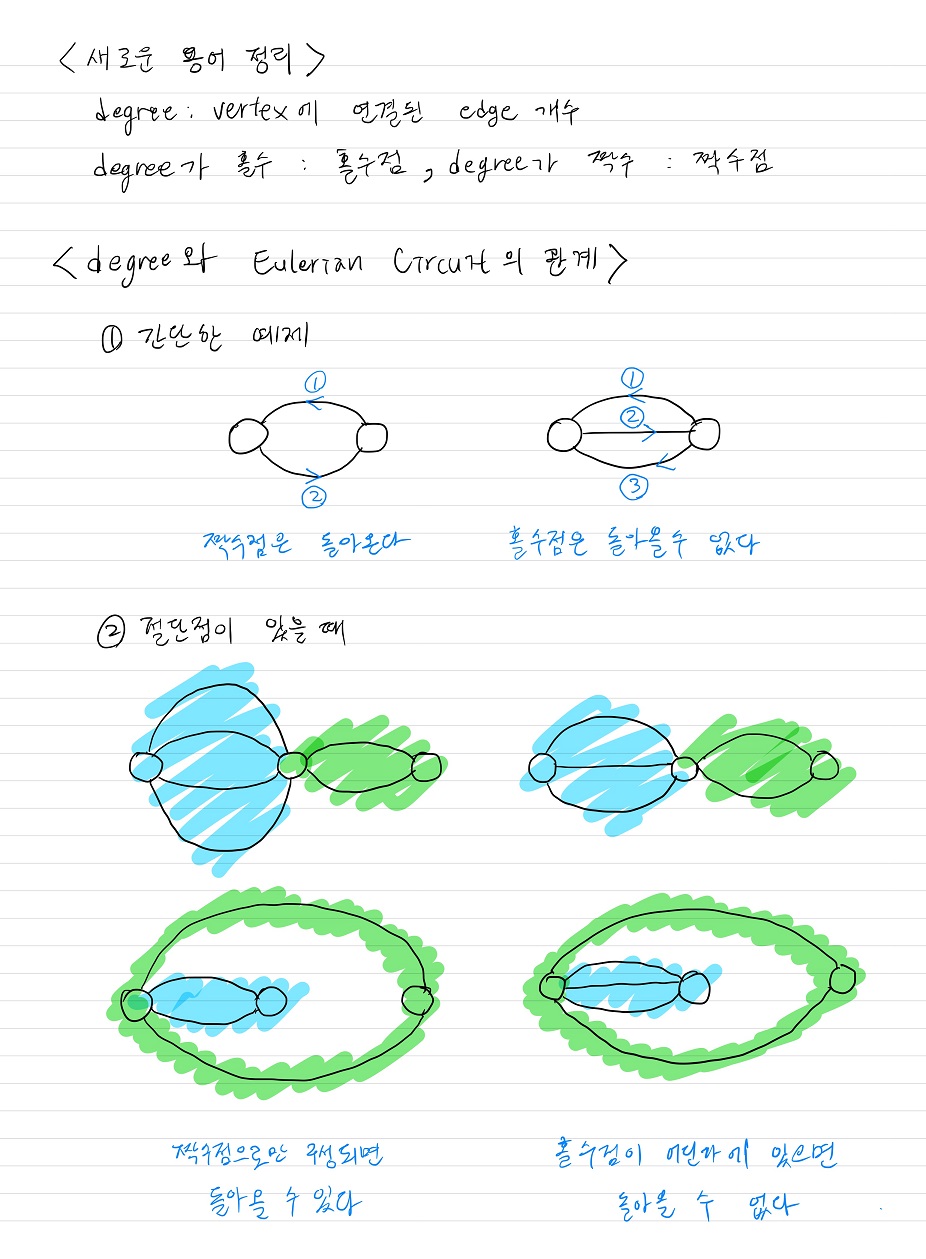 <새로운 용어 정리>
degree: vertex에 연결된 edge 개수
degree가 홀수 : 홀수점, degree가 짝수 : 짝수점
<degree와 Eulerian Circuit의 관계>
① 간단한 예제
① ①
②
② ③
짝수점은 돌아온다 홀수점은 돌아올수 없다
② 절단점이 있을 때
짝수점으로만 구성되면 홀수점이 어딘가에 있으면
돌아올 수 있다 돌아올 수 없다